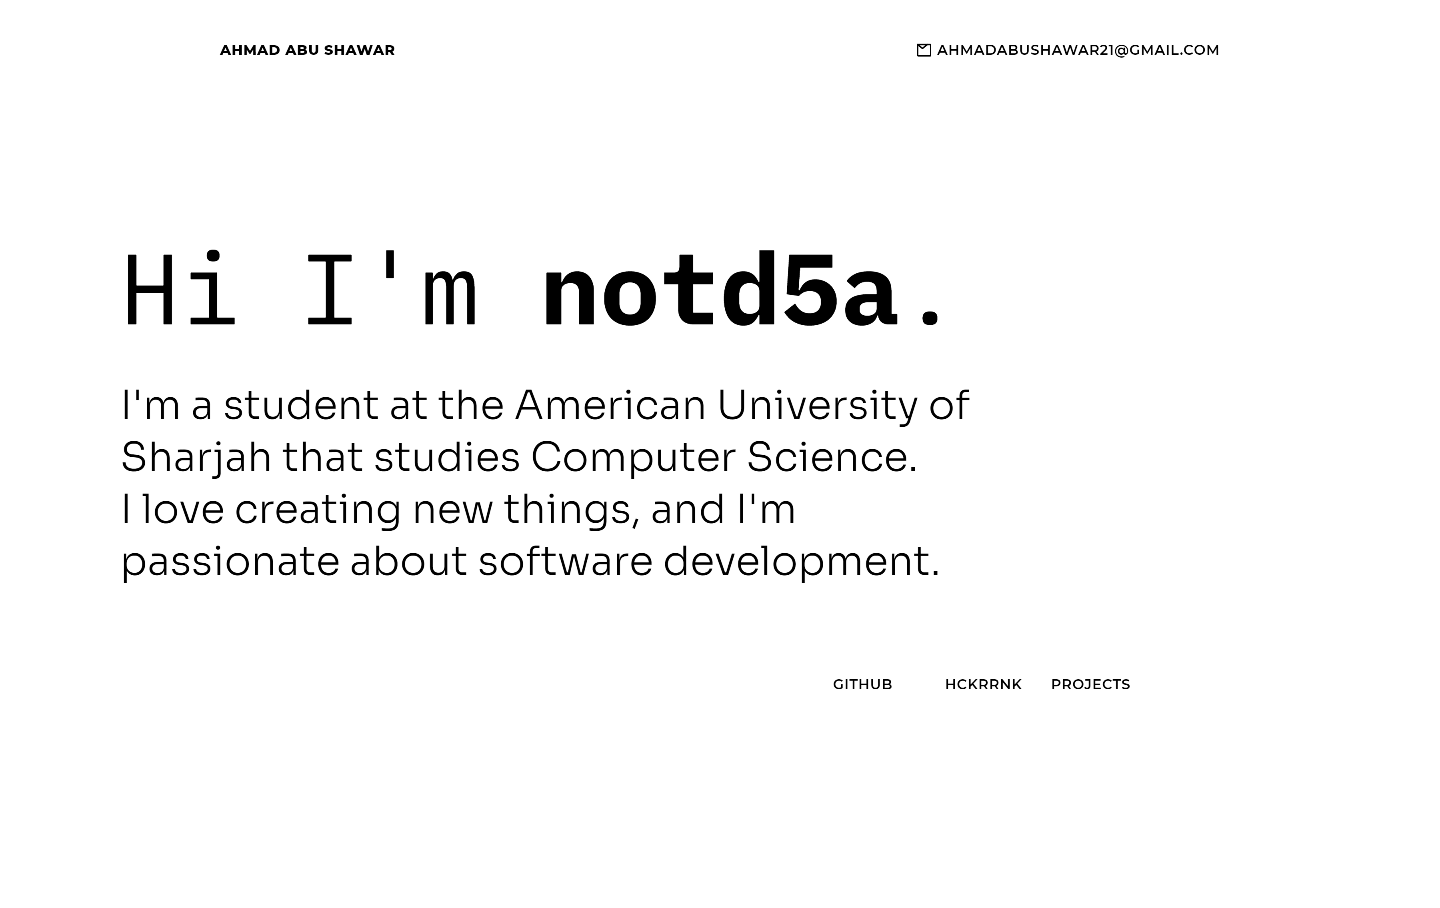 AHMAD ABU SHAWAR
AHMADABUSHAWAR21@GMAIL.COM
Hi I'm notd5a.
I'm a student at the American University of
Sharjah that studies Computer Science.
I love creating new things, and I'm
passionate about software development.
GITHUB
HCKRRNK
PROJECTS